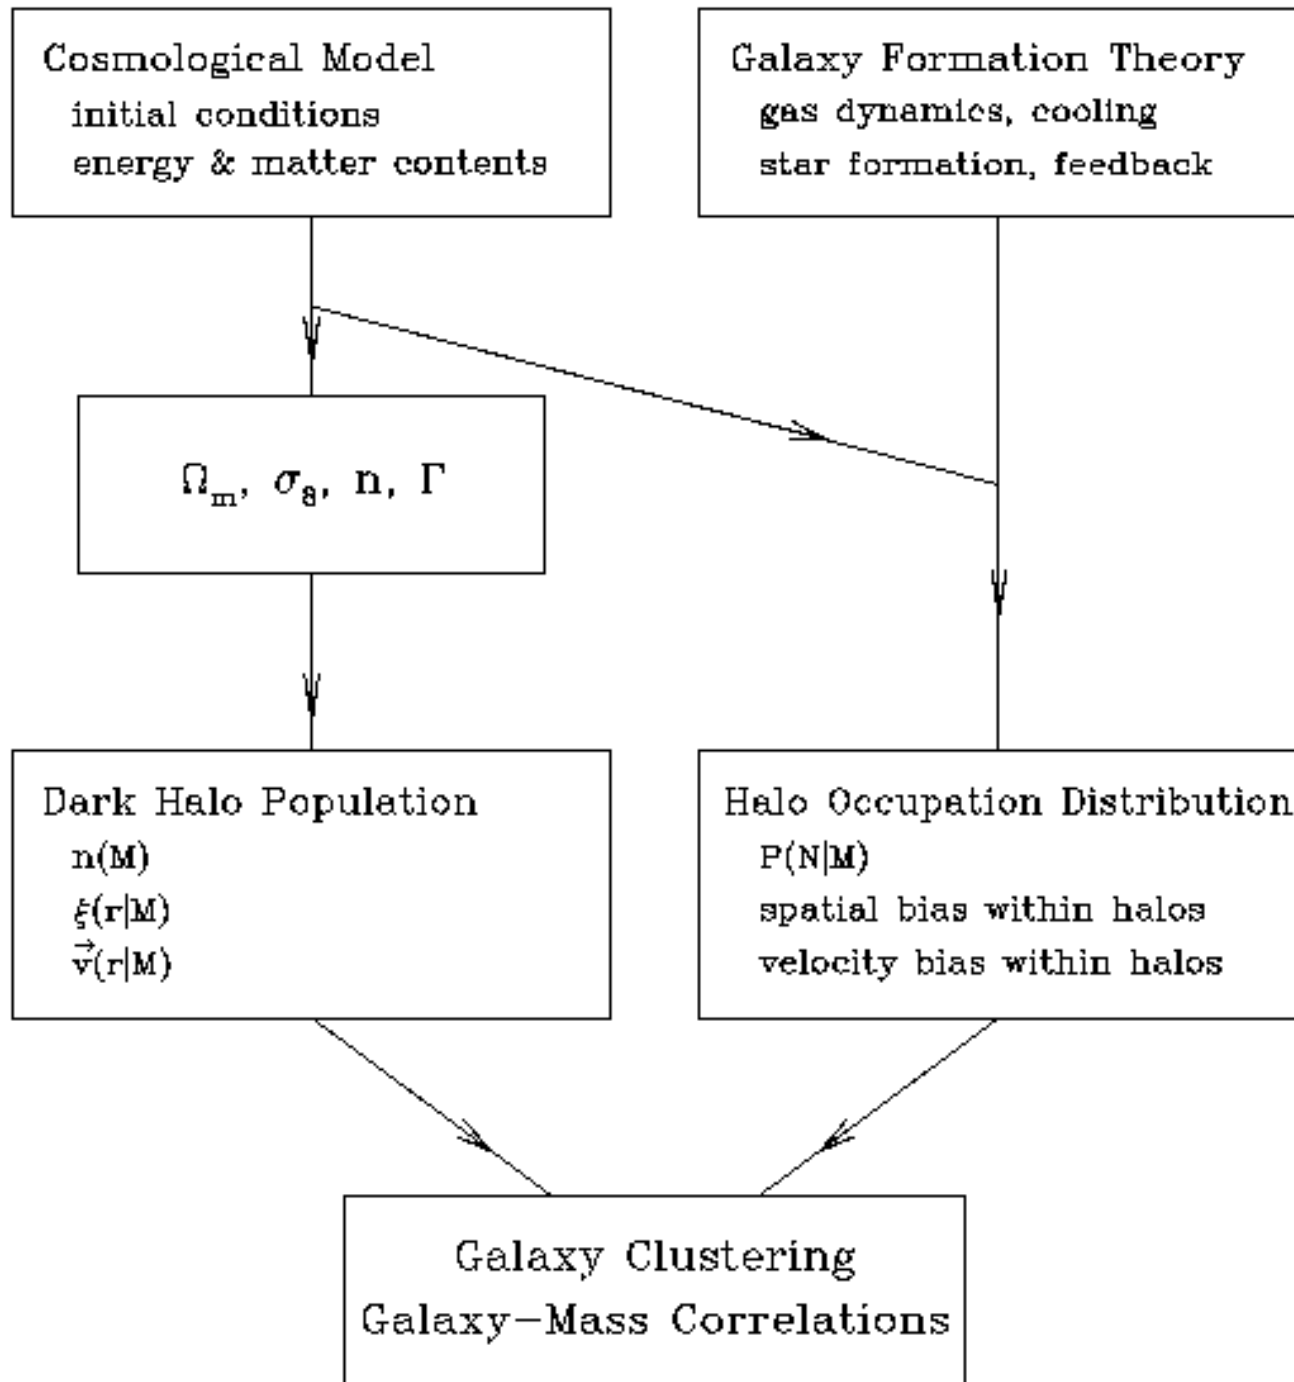 Cosmological Model
initial conditions
energy & matter contents
Galaxy Formation Theory
gas dynamics, cooling
star formation, feedback
Ωₘ, σ₈, n, Γ
Dark Halo Population
n(M)
ξ(r|M)
v⃗(r|M)
Halo Occupation Distribution
P(N|M)
spatial bias within halos
velocity bias within halos
Galaxy Clustering
Galaxy−Mass Correlations